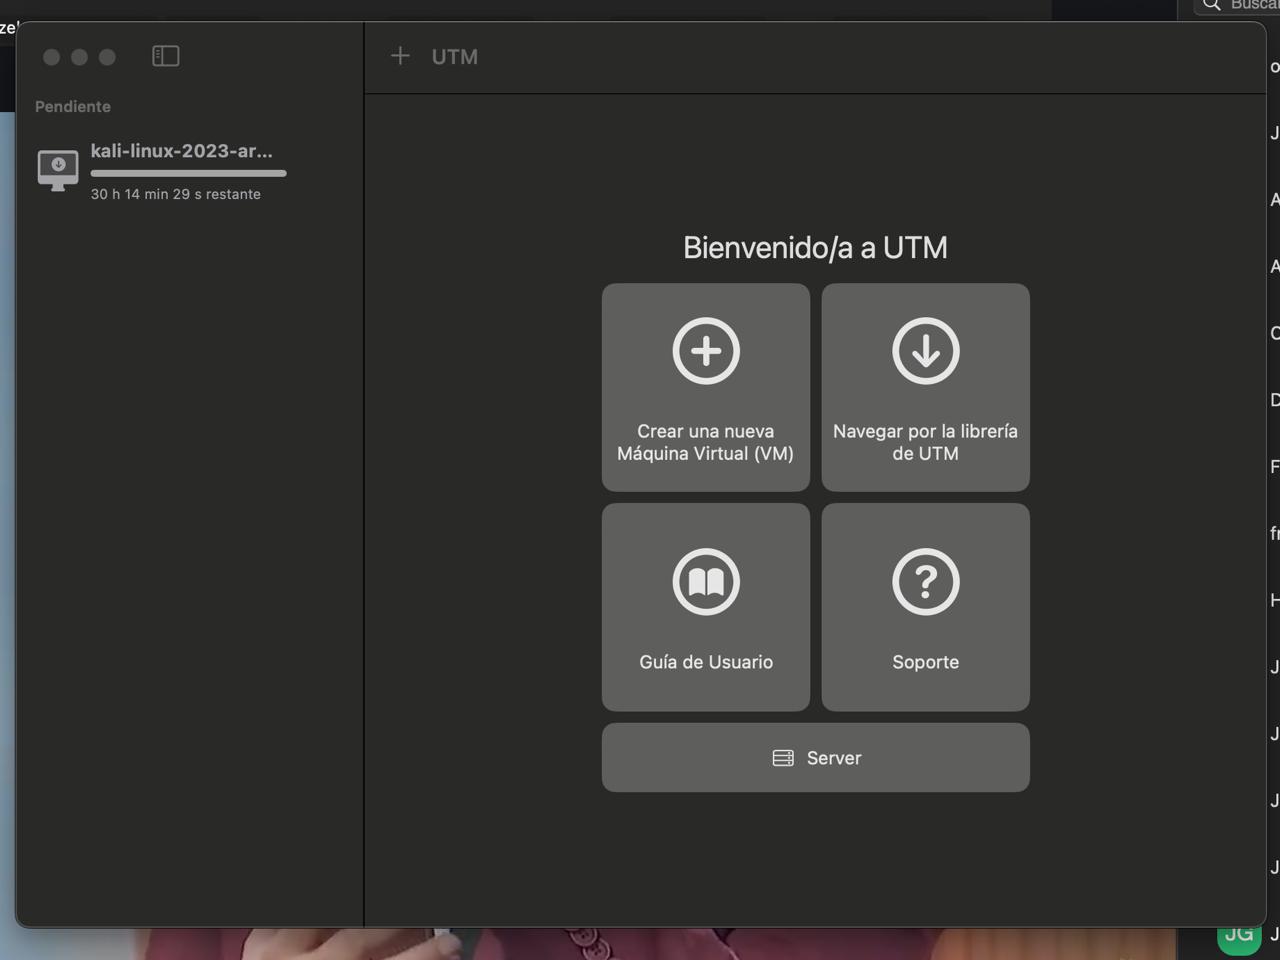 Busca
UTM
Pendiente
kali-linux-2023-ar...
30 h 14 min 29 s restante
Bienvenido/a a UTM
Crear una nueva
Máquina Virtual (VM)
Navegar por la librería
de UTM
Guía de Usuario
Soporte
Server
JG